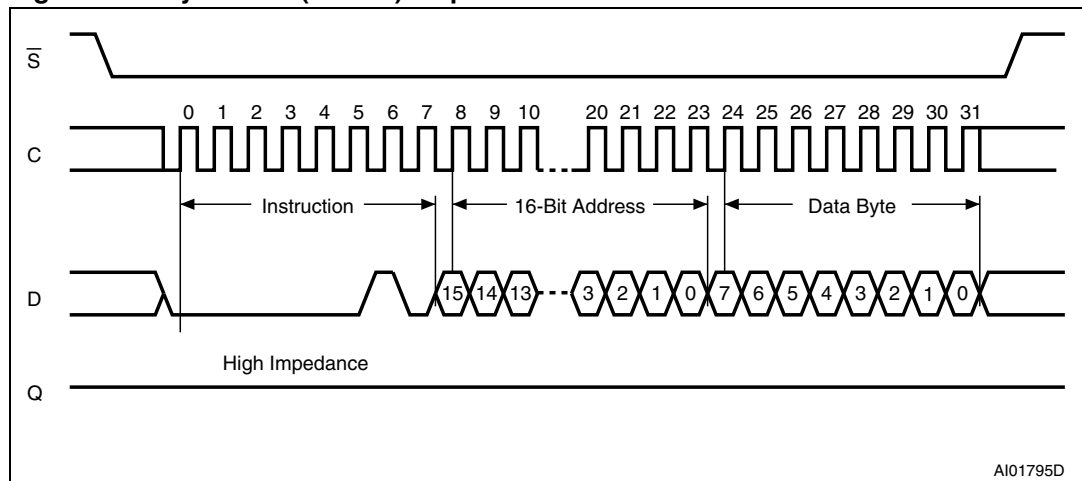 S
0 1 2 3 4 5 6 7 8 9 10 20 21 22 23 24 25 26 27 28 29 30 31
C
Instruction 16-Bit Address Data Byte
D
15 14 13 3 2 1 0 7 6 5 4 3 2 1 0
High Impedance
Q
AI01795D